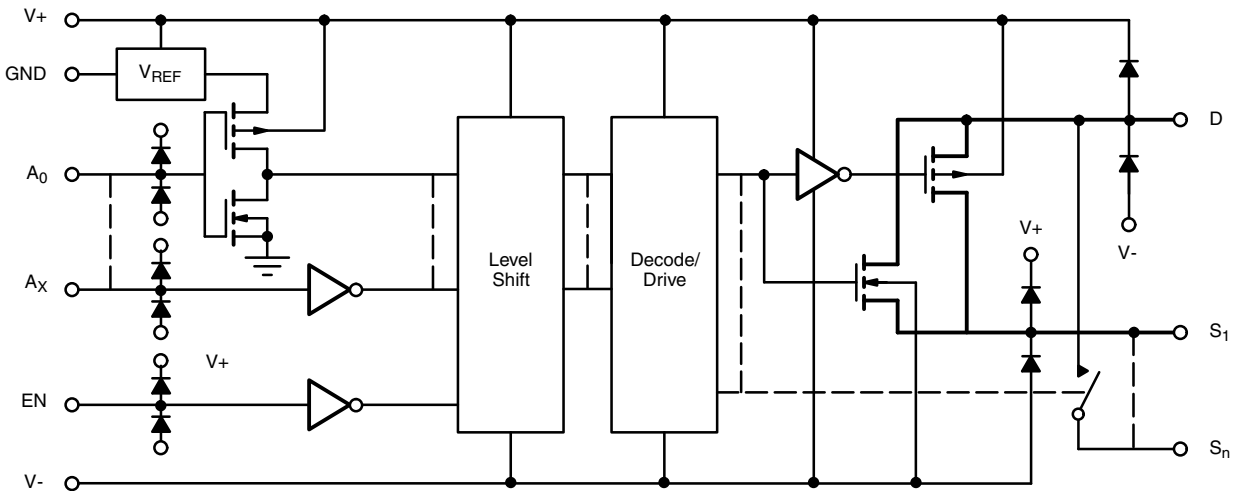 V+
GND
VREF
D
A0
V+
V-
AX
Level
Shift
Decode/
Drive
S1
V+
EN
Sn
V-